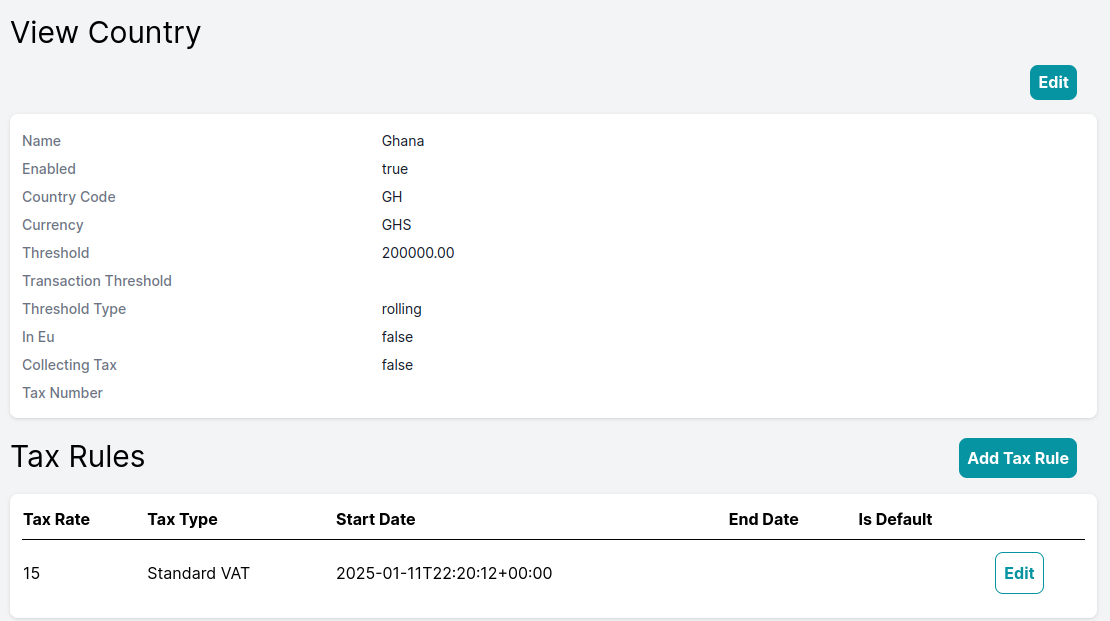 View Country
Edit
Name Ghana
Enabled true
Country Code GH
Currency GHS
Threshold 200000.00
Transaction Threshold
Threshold Type rolling
In Eu false
Collecting Tax false
Tax Number
Tax Rules Add Tax Rule
Tax Rate Tax Type Start Date End Date Is Default
15 Standard VAT 2025-01-11T22:20:12+00:00 Edit